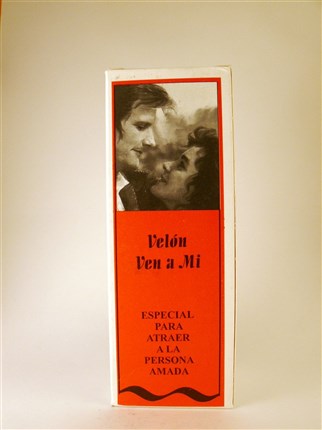 Velón
Ven a Mi
ESPECIAL
PARA
ATRAER
A LA
PERSONA
AMADA